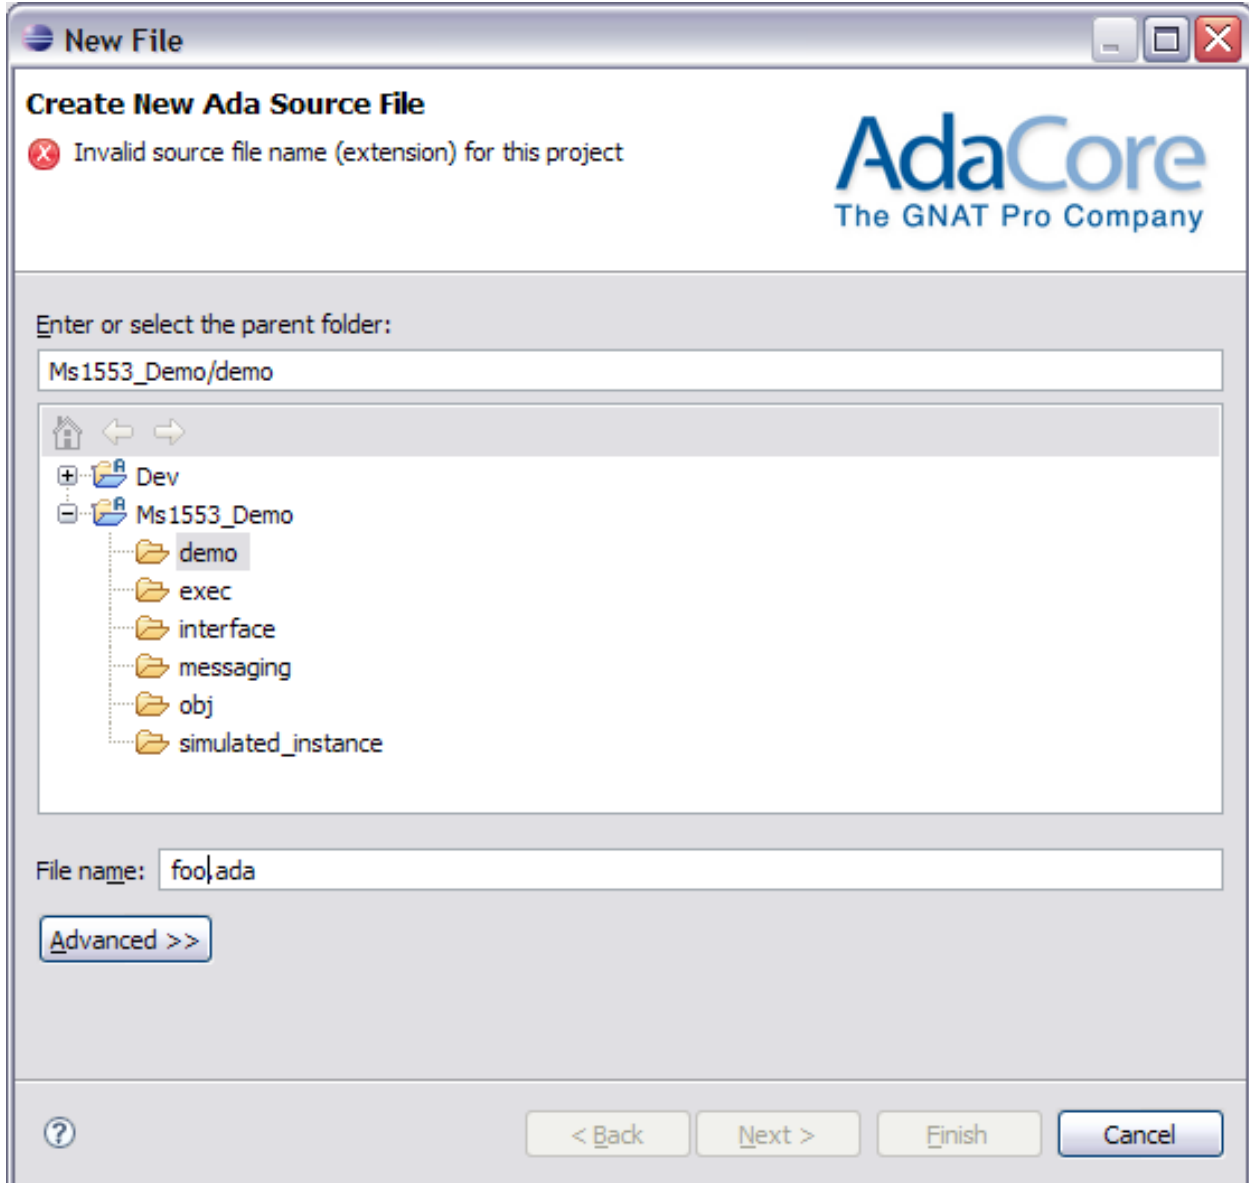 New File
Create New Ada Source File
Invalid source file name (extension) for this project
AdaCore
The GNAT Pro Company
Enter or select the parent folder:
Ms1553_Demo/demo
Dev
Ms1553_Demo
demo
exec
interface
messaging
obj
simulated_instance
File name: foo.ada
Advanced >>
? < Back Next > Finish Cancel